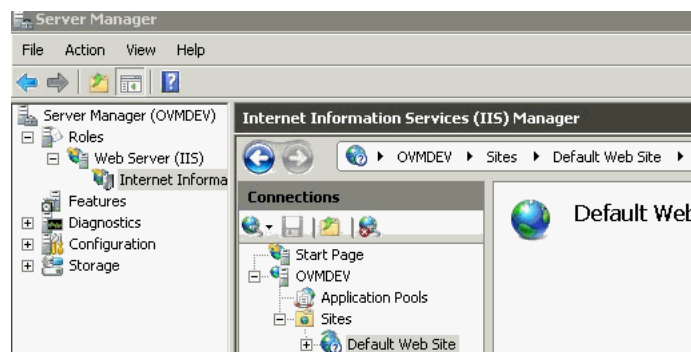 Server Manager
File Action View Help
Server Manager (OVMDEV)
Roles
Web Server (IIS)
Internet Informa
Features
Diagnostics
Configuration
Storage
Internet Information Services (IIS) Manager
OVMDEV Sites Default Web Site
Connections
Start Page
OVMDEV
Application Pools
Sites
Default Web Site
Default Web